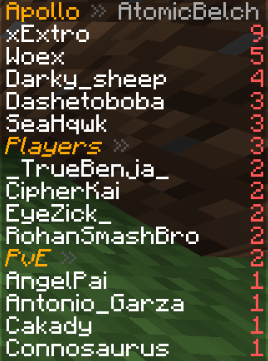 Apollo » AtomicBelch
xExtro 9
Woex 5
Darky_sheep 4
Dashetoboba 3
SeaHqwk 3
Players » 3
_TrueBenja_ 2
CipherKai 2
EyeZick_ 2
RohanSmashBro 2
PvE » 2
AngelPai 1
Antonio_Garza 1
Cakady 1
Connosaurus 1